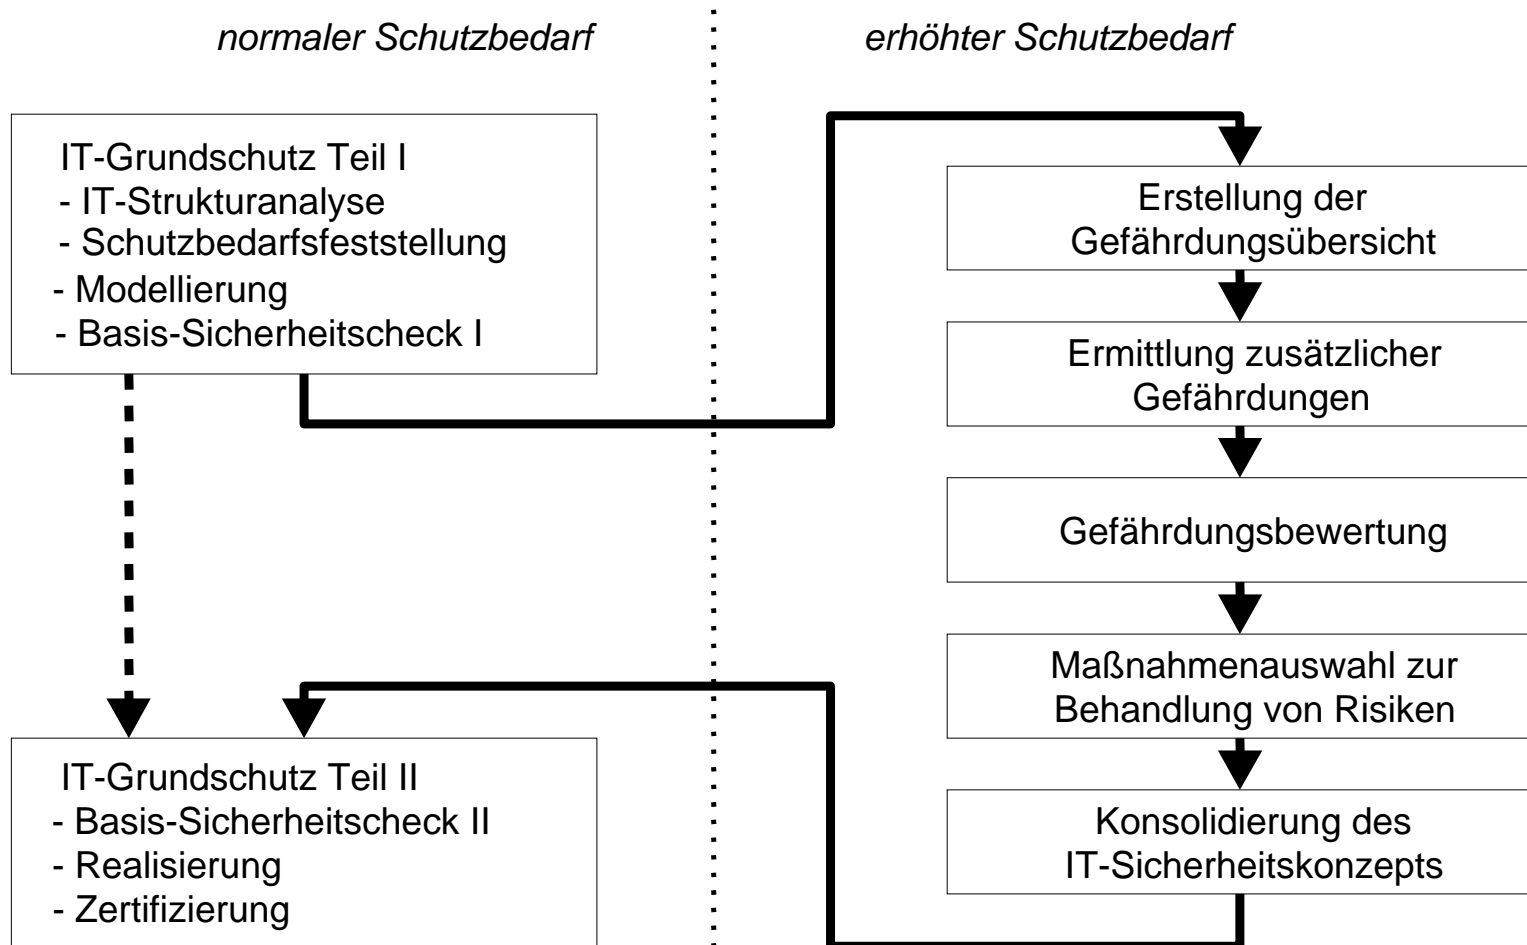 normaler Schutzbedarf
erhöhter Schutzbedarf
IT-Grundschutz Teil I
- IT-Strukturanalyse
- Schutzbedarfsfeststellung
- Modellierung
- Basis-Sicherheitscheck I
Erstellung der
Gefährdungsübersicht
Ermittlung zusätzlicher
Gefährdungen
Gefährdungsbewertung
Maßnahmenauswahl zur
Behandlung von Risiken
Konsolidierung des
IT-Sicherheitskonzepts
IT-Grundschutz Teil II
- Basis-Sicherheitscheck II
- Realisierung
- Zertifizierung